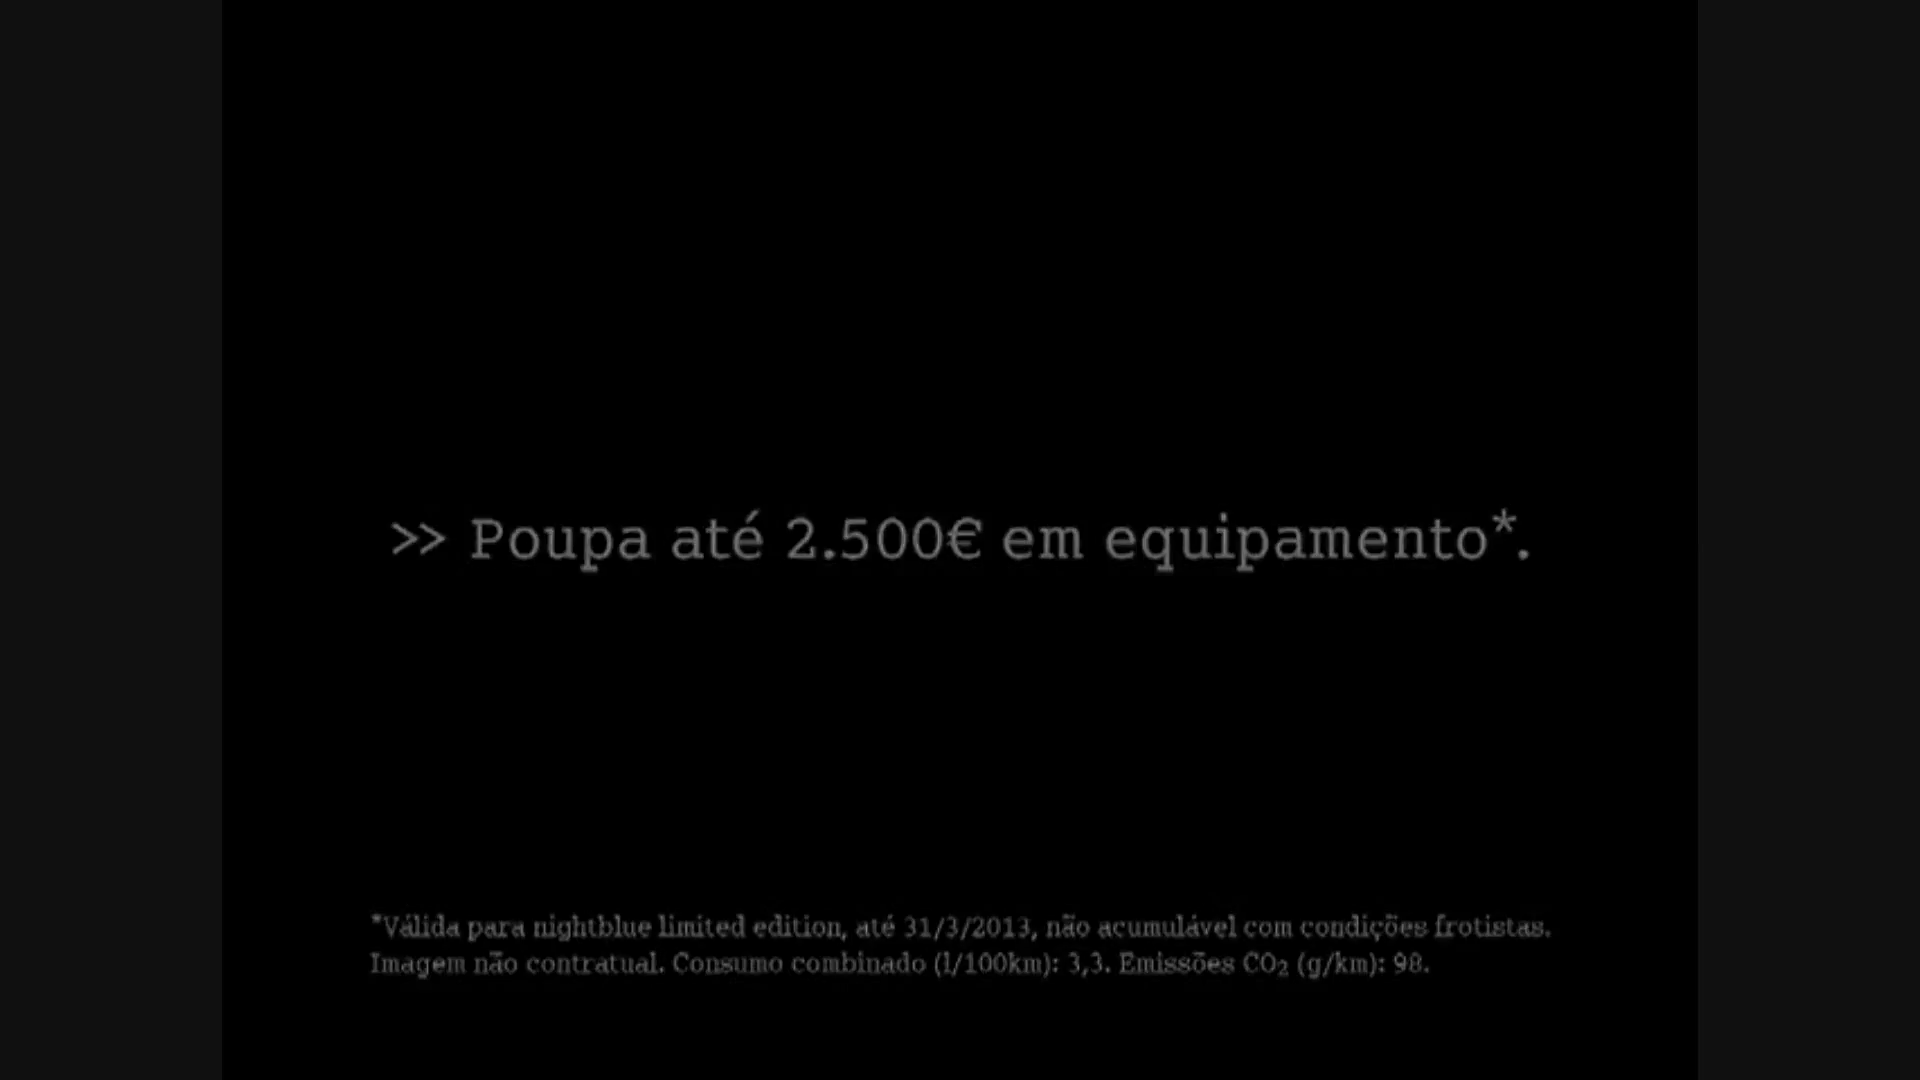 >> Poupa até 2.500€ em equipamento*.
*Válida para nightblue limited edition, até 31/3/2013, não acumulável com condições frotistas.
Imagem não contratual. Consumo combinado (l/100km): 3,3. Emissões CO₂ (g/km): 98.